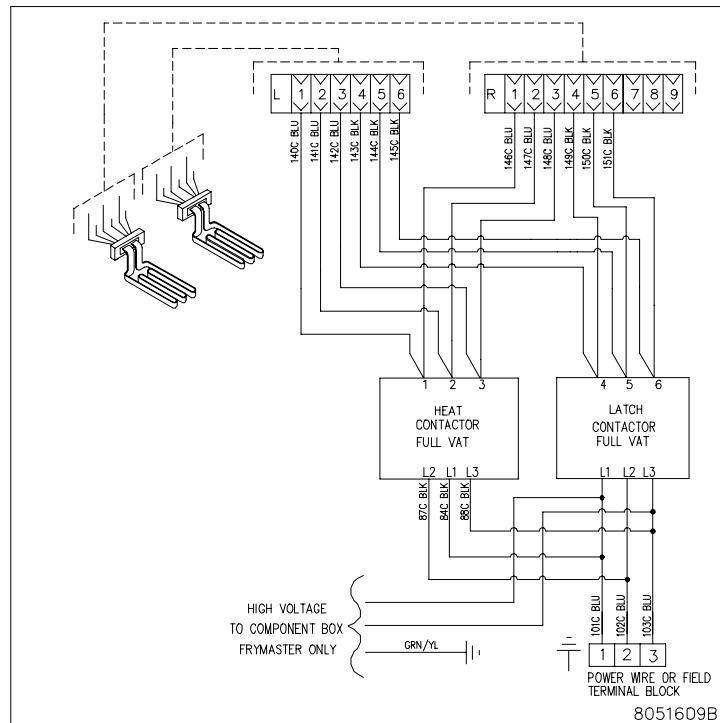 L 1 2 3 4 5 6
R 1 2 3 4 5 6 7 8 9
140C BLU
141C BLU
142C BLU
143C BLK
144C BLK
145C BLK
146C BLU
147C BLU
148C BLU
149C BLK
150C BLK
151C BLK
1 2 3
HEAT
CONTACTOR
FULL VAT
L2 L1 L3
4 5 6
LATCH
CONTACTOR
FULL VAT
L1 L2 L3
87C BLK
84C BLK
88C BLK
HIGH VOLTAGE
TO COMPONENT BOX
FRYMASTER ONLY
GRN/YL
101C BLU
102C BLU
103C BLU
1 2 3
POWER WIRE OR FIELD
TERMINAL BLOCK
8051609B